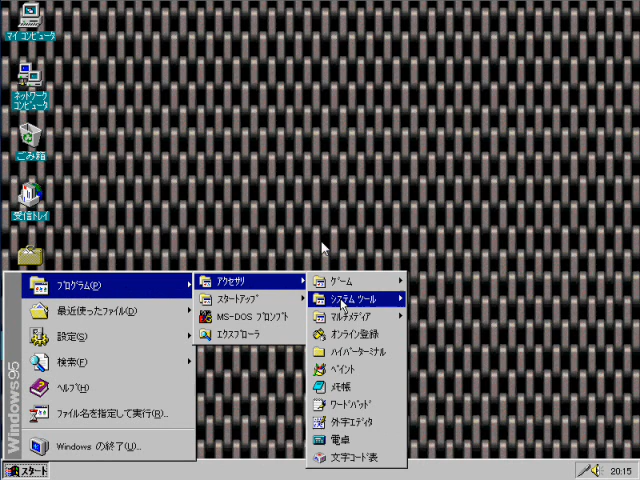 マイ コンピュータ
ネットワーク
コンピュータ
ごみ箱
受信トレイ
プログラム(P)
最近使ったファイル(D)
設定(S)
検索(F)
ヘルプ(H)
ファイル名を指定して実行(R)...
Windows の終了(U)...
Windows95
アクセサリ
スタートアップ
MS-DOS プロンプト
エクスプローラ
ゲーム
システム ツール
マルチメディア
オンライン登録
ハイパーターミナル
ペイント
メモ帳
ワードパッド
外字エディタ
電卓
文字コード表
スタート
20:15